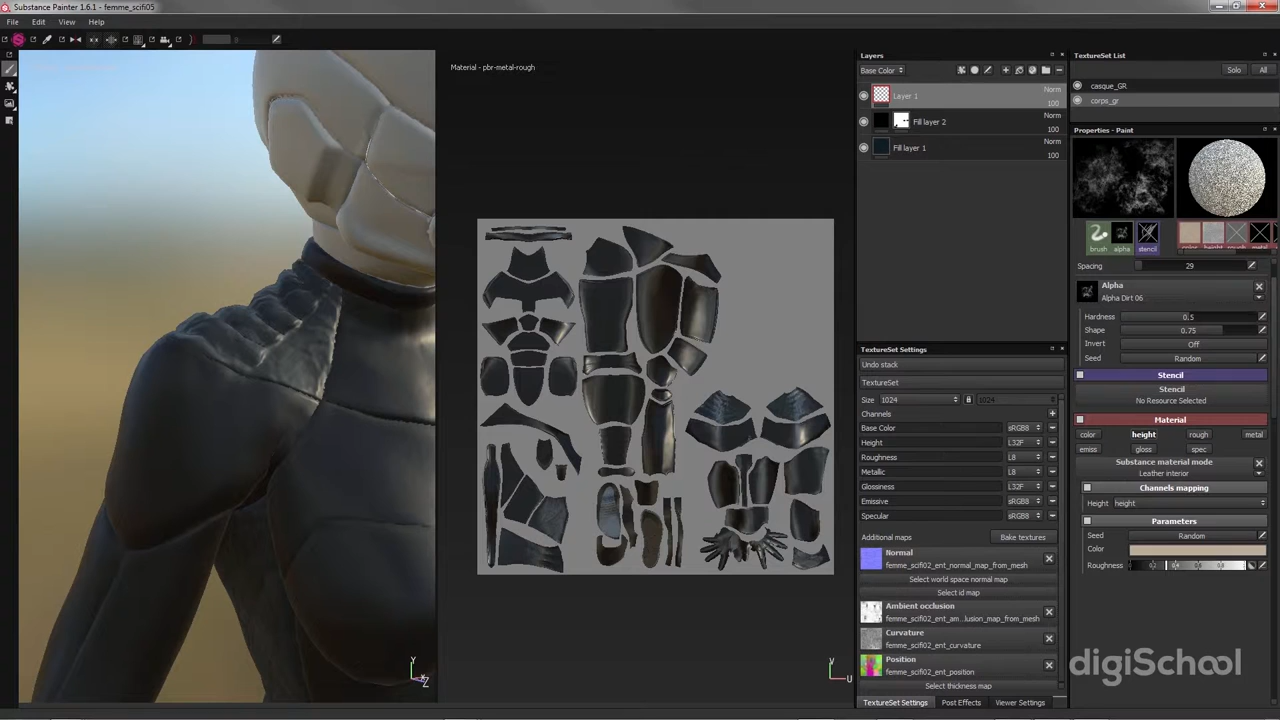 Substance Painter 1.6.1 - femme_scifi05
File Edit View Help
Material - pbr-metal-rough
Layers
Base Color
Layer 1
Norm
100
Fill layer 2
Norm
100
Fill layer 1
Norm
100
TextureSet List
Solo All
casque_GR
corps_gr
Properties - Paint
brush alpha stencil color height rough metal
Spacing 29
Alpha
Alpha Dirt 06
Hardness 0.5
Shape 0.75
Invert Off
Seed Random
Stencil
Stencil
No Resource Selected
Material
color height rough metal
emiss gloss spec
Substance material mode
Leather interior
Channels mapping
Height height
Parameters
Seed Random
Color
Roughness
TextureSet Settings
Undo stack
TextureSet
Size 1024 1024
Channels
Base Color sRGB8
Height L32F
Roughness L8
Metallic L8
Glossiness L32F
Emissive sRGB8
Specular sRGB8
Additional maps Bake textures
Normal
femme_scifi02_ent_normal_map_from_mesh
Select world space normal map
Select id map
Ambient occlusion
femme_scifi02_ent_am...lusion_map_from_mesh
Curvature
femme_scifi02_ent_curvature
Position
femme_scifi02_ent_position
Select thickness map
TextureSet Settings Post Effects Viewer Settings
Y
Z
V
U
digiSchool